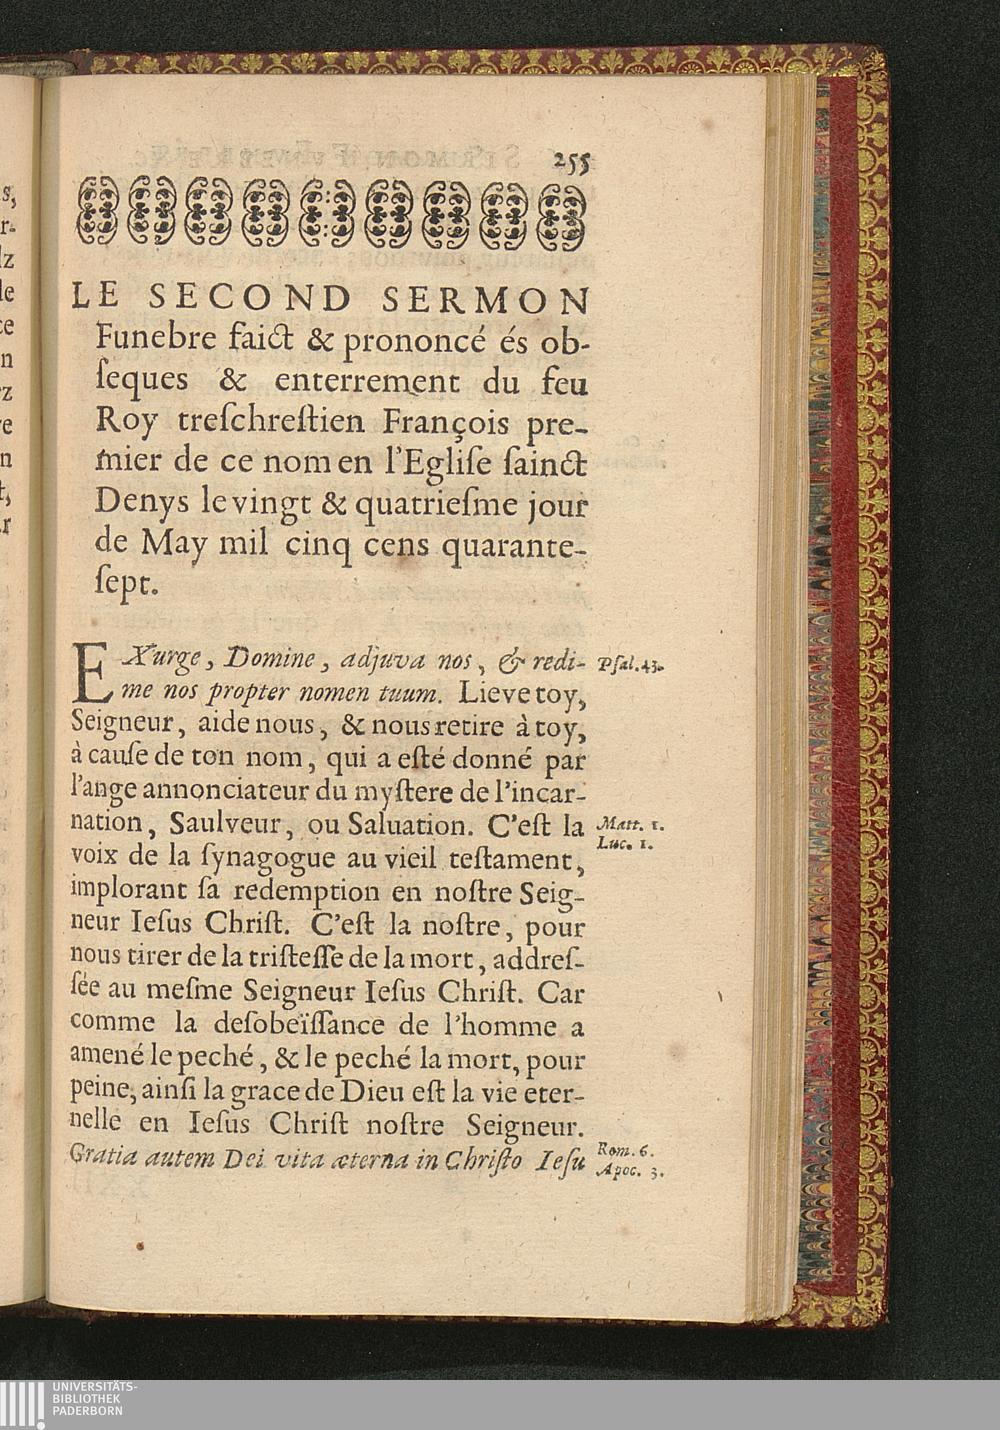 255
LE SECOND SERMON
Funebre faict & prononcé és ob-
ſeques & enterrement du feu
Roy treſchreſtien François pre-
mier de ce nom en l'Egliſe ſainct
Denys le vingt & quatrieſme jour
de May mil cinq cens quarante-
ſept.
EXurge, Domine, adjuva nos, & redi- Pſal. 43.
me nos propter nomen tuum. Lieve toy,
Seigneur, aide nous, & nous retire à toy,
à cauſe de ton nom, qui a eſté donné par
l'ange annonciateur du myſtere de l'incar-
nation, Saulveur, ou Saluation. C'eſt la Matt. 1.
Luc. 1.
voix de la ſynagogue au vieil teſtament,
implorant ſa redemption en noſtre Seig-
neur Ieſus Chriſt. C'eſt la noſtre, pour
nous tirer de la triſteſſe de la mort, addreſ-
ſée au meſme Seigneur Ieſus Chriſt. Car
comme la deſobeïſſance de l'homme a
amené le peché, & le peché la mort, pour
peine, ainſi la grace de Dieu eſt la vie eter-
nelle en Ieſus Chriſt noſtre Seigneur.
Gratia autem Dei vita æterna in Chriſto Ieſu Rom. 6.
Apoc. 3.
s,
r-
lz
le
ce
n
rz
re
n
t,
r
UNIVERSITÄTS-
BIBLIOTHEK
PADERBORN